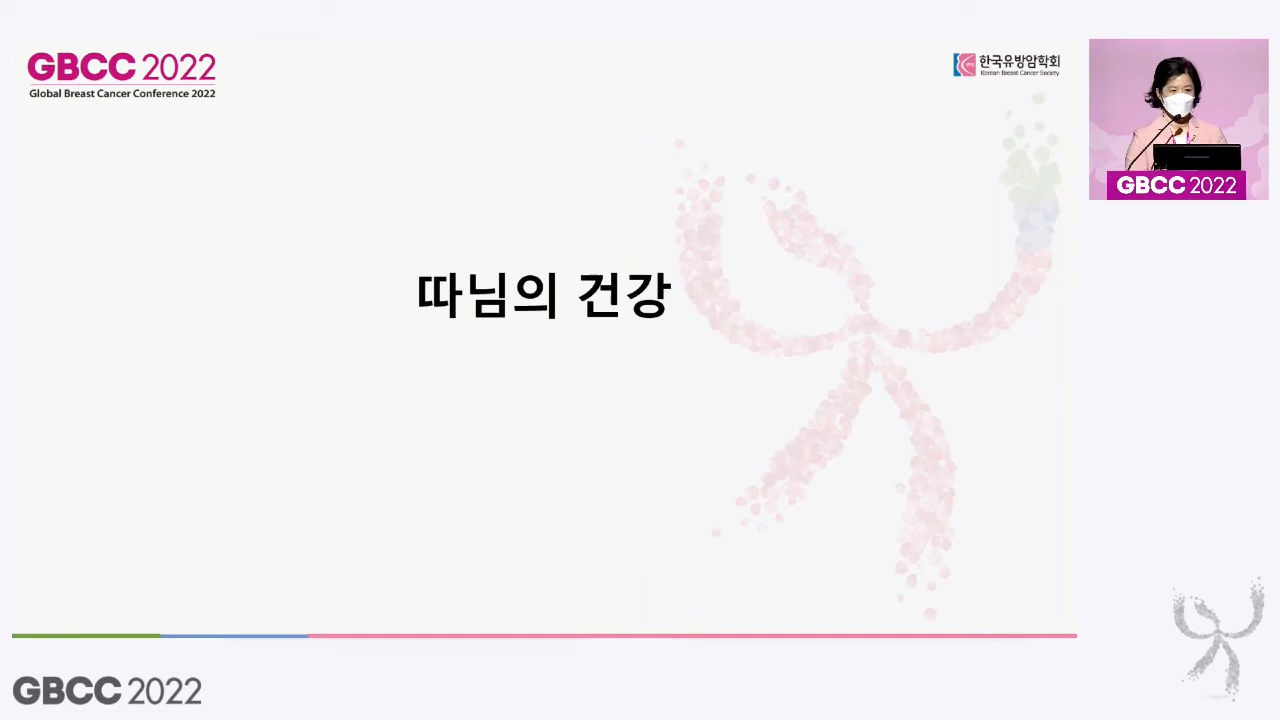 GBCC 2022
Global Breast Cancer Conference 2022
한국유방암학회
Korean Breast Cancer Society
GBCC 2022
따님의 건강
GBCC 2022